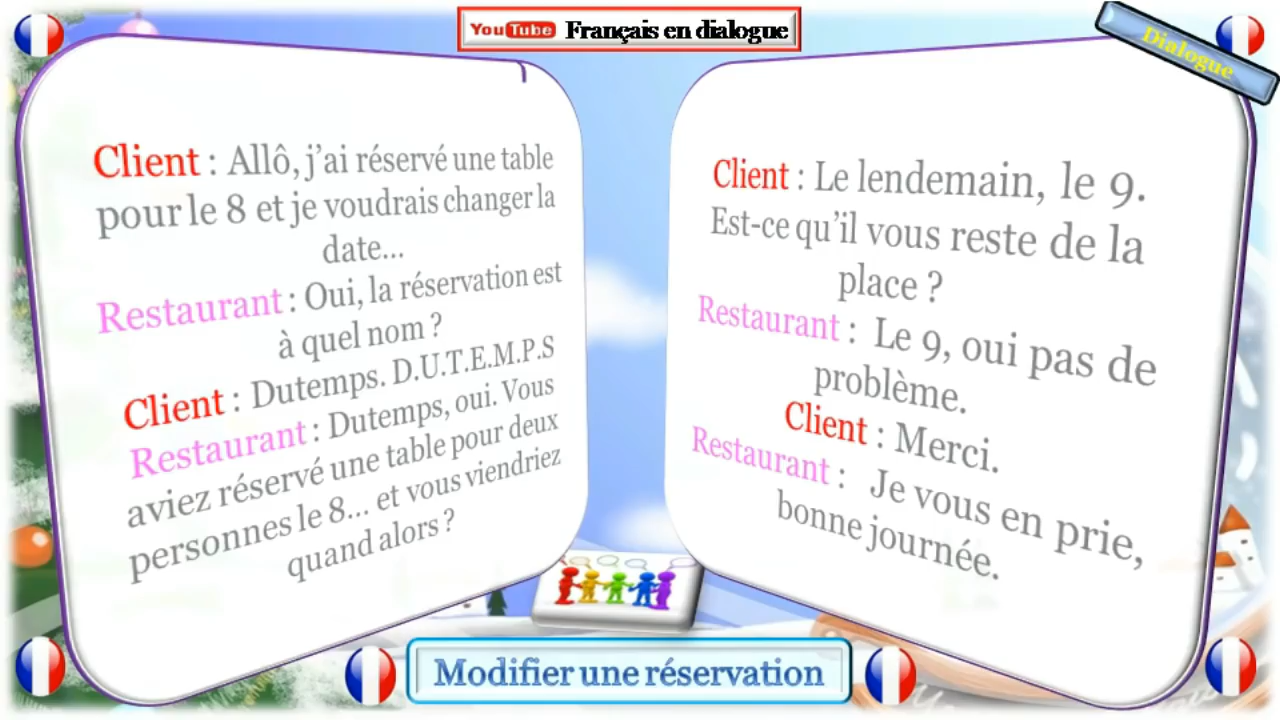 YouTube Français en dialogue
Dialogue
Client : Allô, j'ai réservé une table
pour le 8 et je voudrais changer la
date...
Restaurant : Oui, la réservation est
à quel nom ?
Client : Dutemps. D.U.T.E.M.P.S
Restaurant : Dutemps, oui. Vous
aviez réservé une table pour deux
personnes le 8... et vous viendriez
quand alors ?
Client : Le lendemain, le 9.
Est-ce qu'il vous reste de la
place ?
Restaurant : Le 9, oui pas de
problème.
Client : Merci.
Restaurant : Je vous en prie,
bonne journée.
Modifier une réservation